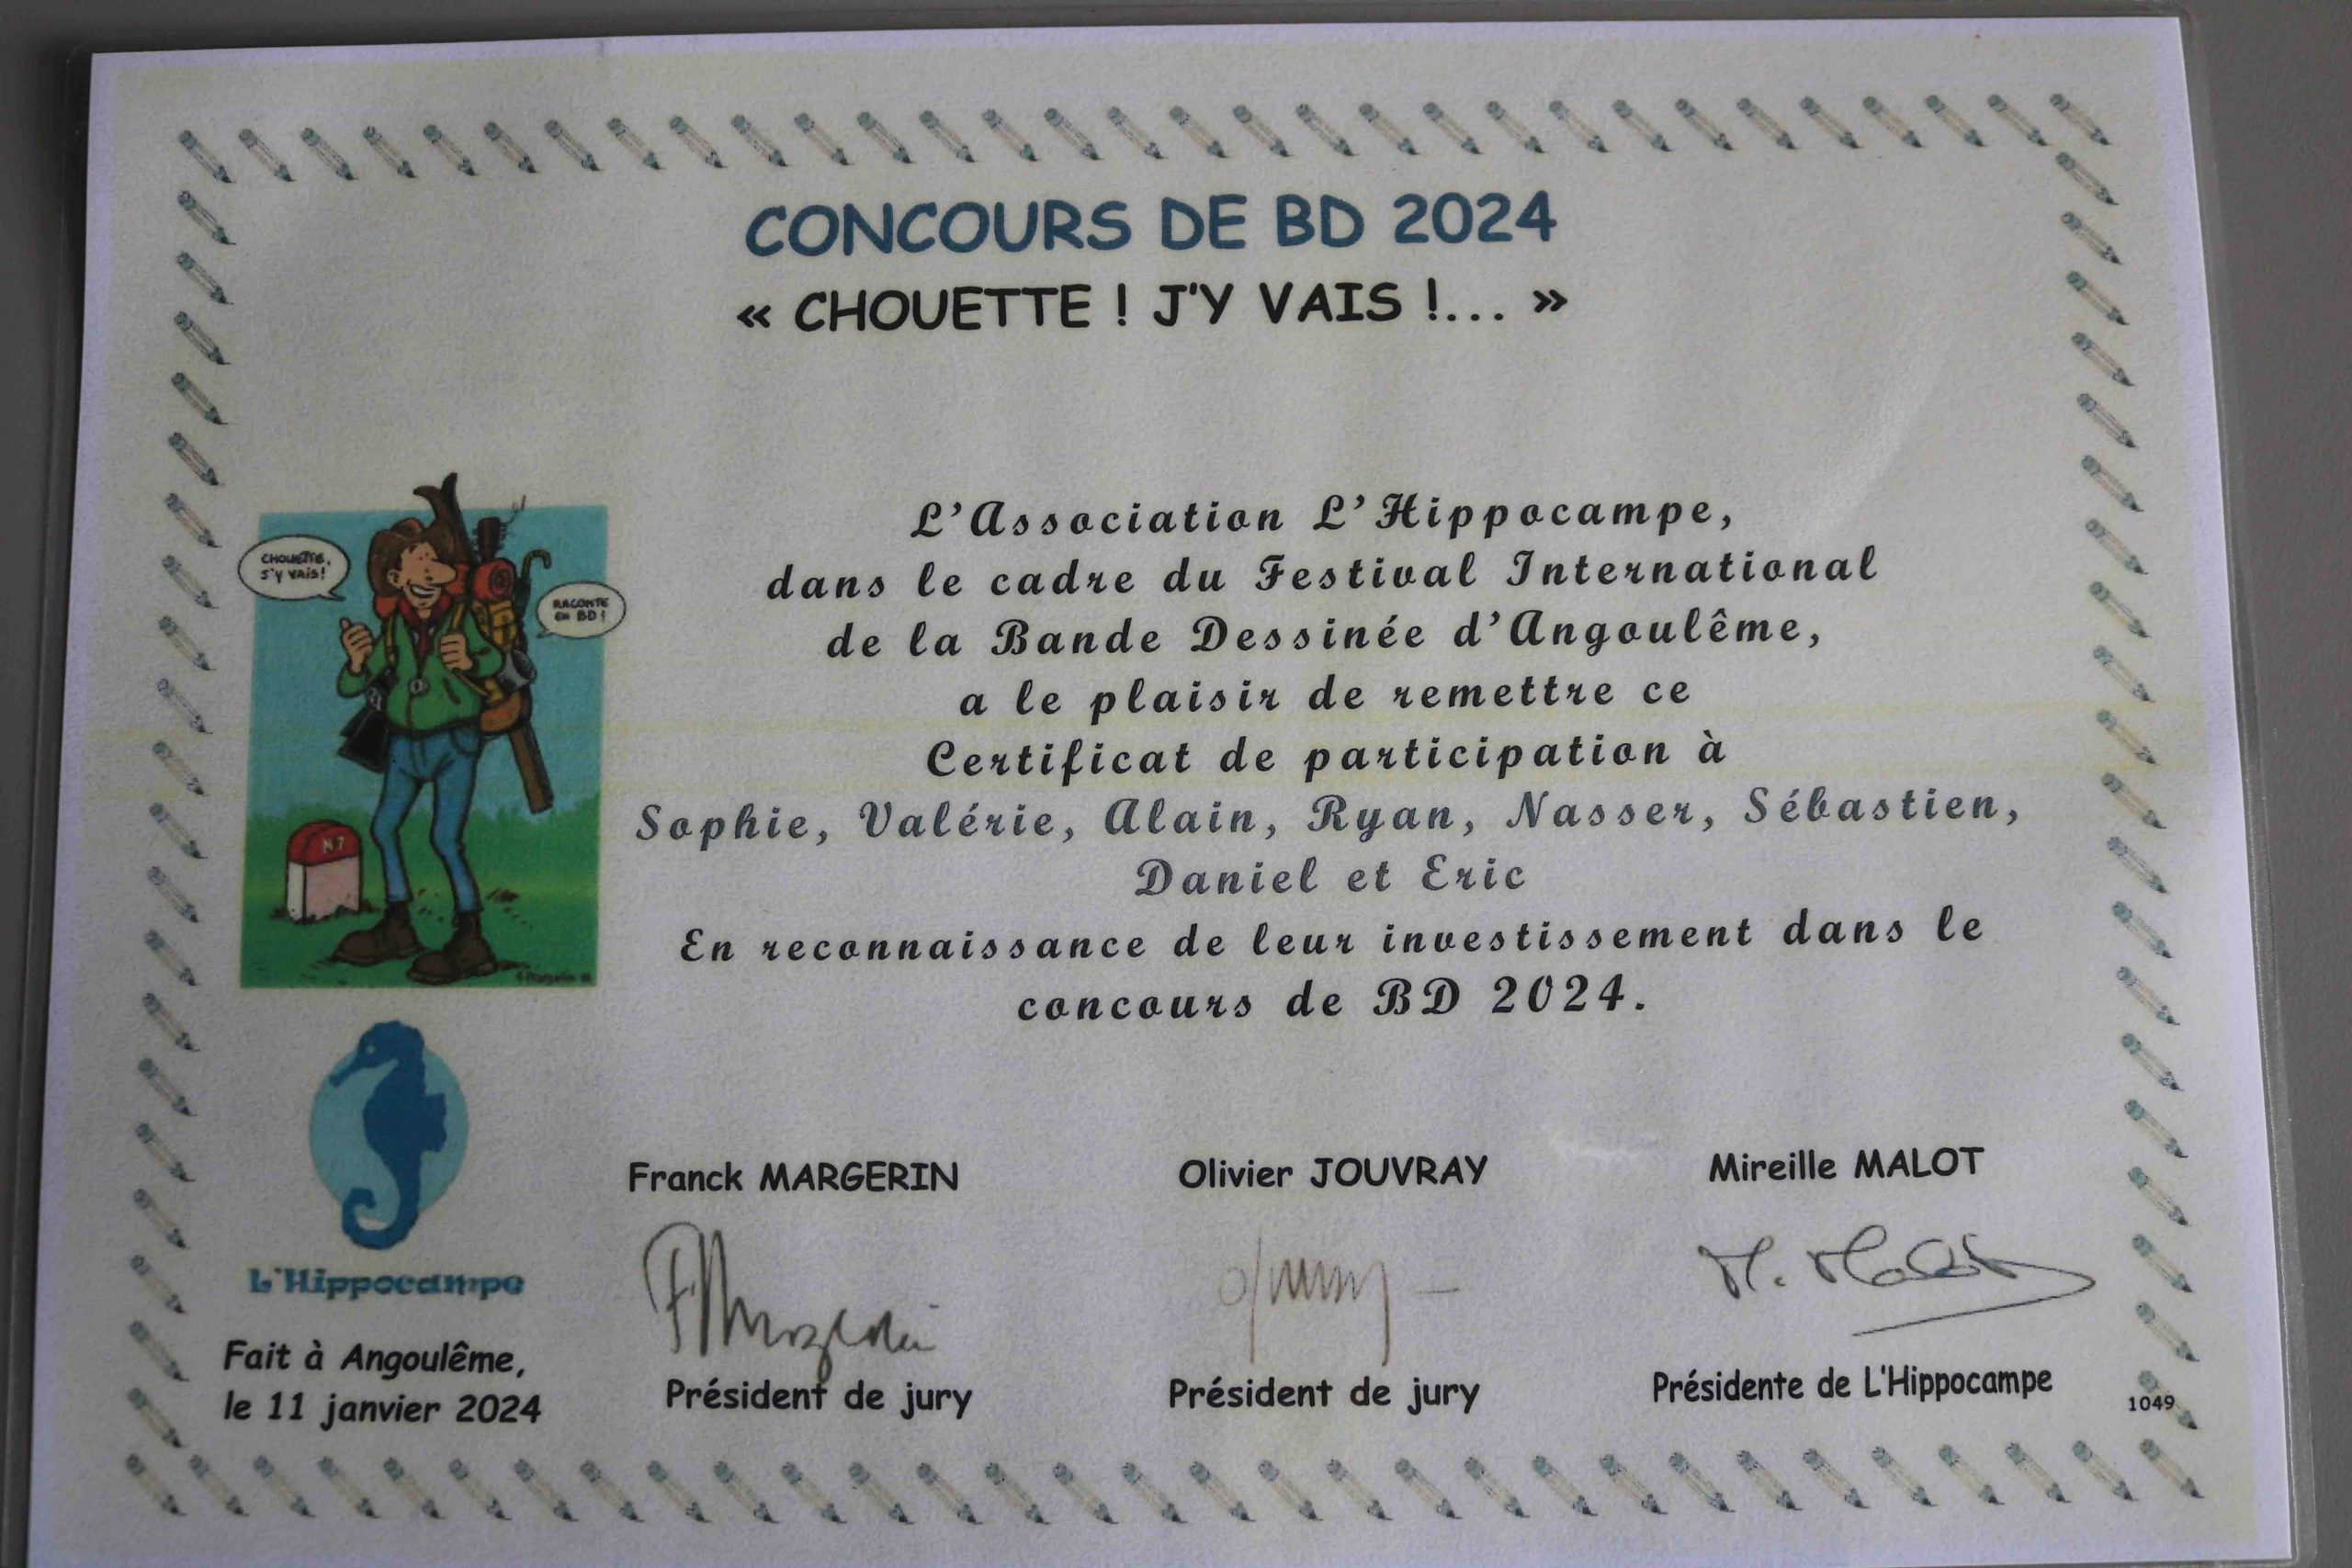 CONCOURS DE BD 2024
« CHOUETTE ! J'Y VAIS !... »
CHOUETTE,
J'Y VAIS!
RACONTE
EN BD !
N7
L'Association L'Hippocampe,
dans le cadre du Festival International
de la Bande Dessinée d'Angoulême,
a le plaisir de remettre ce
Certificat de participation à
Sophie, Valérie, Alain, Ryan, Nasser, Sébastien,
Daniel et Eric
En reconnaissance de leur investissement dans le
concours de BD 2024.
L'Hippocampe
Fait à Angoulême,
le 11 janvier 2024
Franck MARGERIN
F Margerin
Président de jury
Olivier JOUVRAY
Président de jury
Mireille MALOT
M. Malot
Présidente de L'Hippocampe
1049